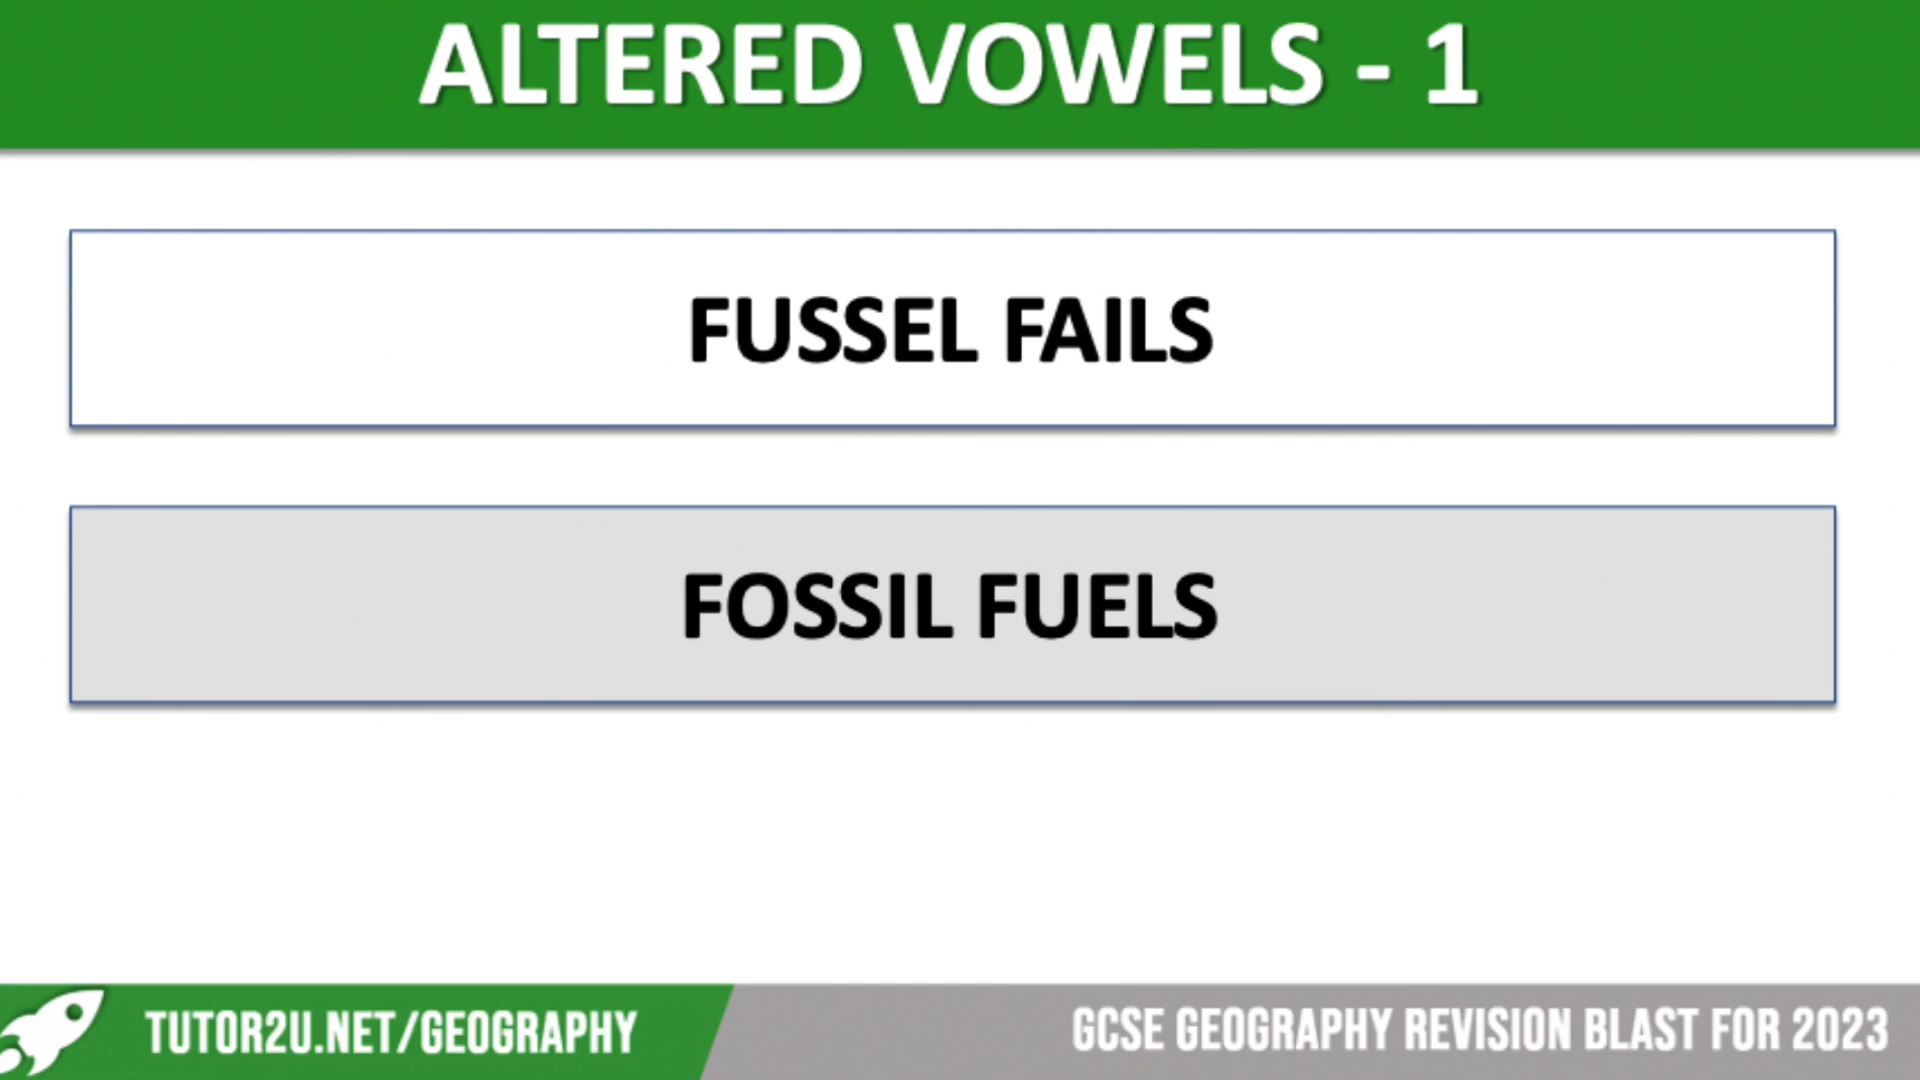 ALTERED VOWELS - 1
FUSSEL FAILS
FOSSIL FUELS
TUTOR2U.NET/GEOGRAPHY
GCSE GEOGRAPHY REVISION BLAST FOR 2023